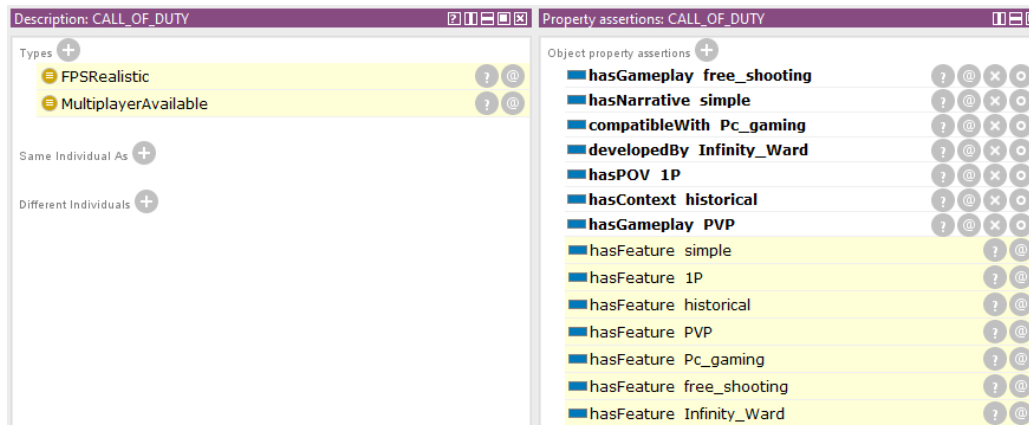 Description: CALL_OF_DUTY
Types
FPSRealistic
MultiplayerAvailable
Same Individual As
Different Individuals
Property assertions: CALL_OF_DUTY
Object property assertions
hasGameplay free_shooting
hasNarrative simple
compatibleWith Pc_gaming
developedBy Infinity_Ward
hasPOV 1P
hasContext historical
hasGameplay PVP
hasFeature simple
hasFeature 1P
hasFeature historical
hasFeature PVP
hasFeature Pc_gaming
hasFeature free_shooting
hasFeature Infinity_Ward